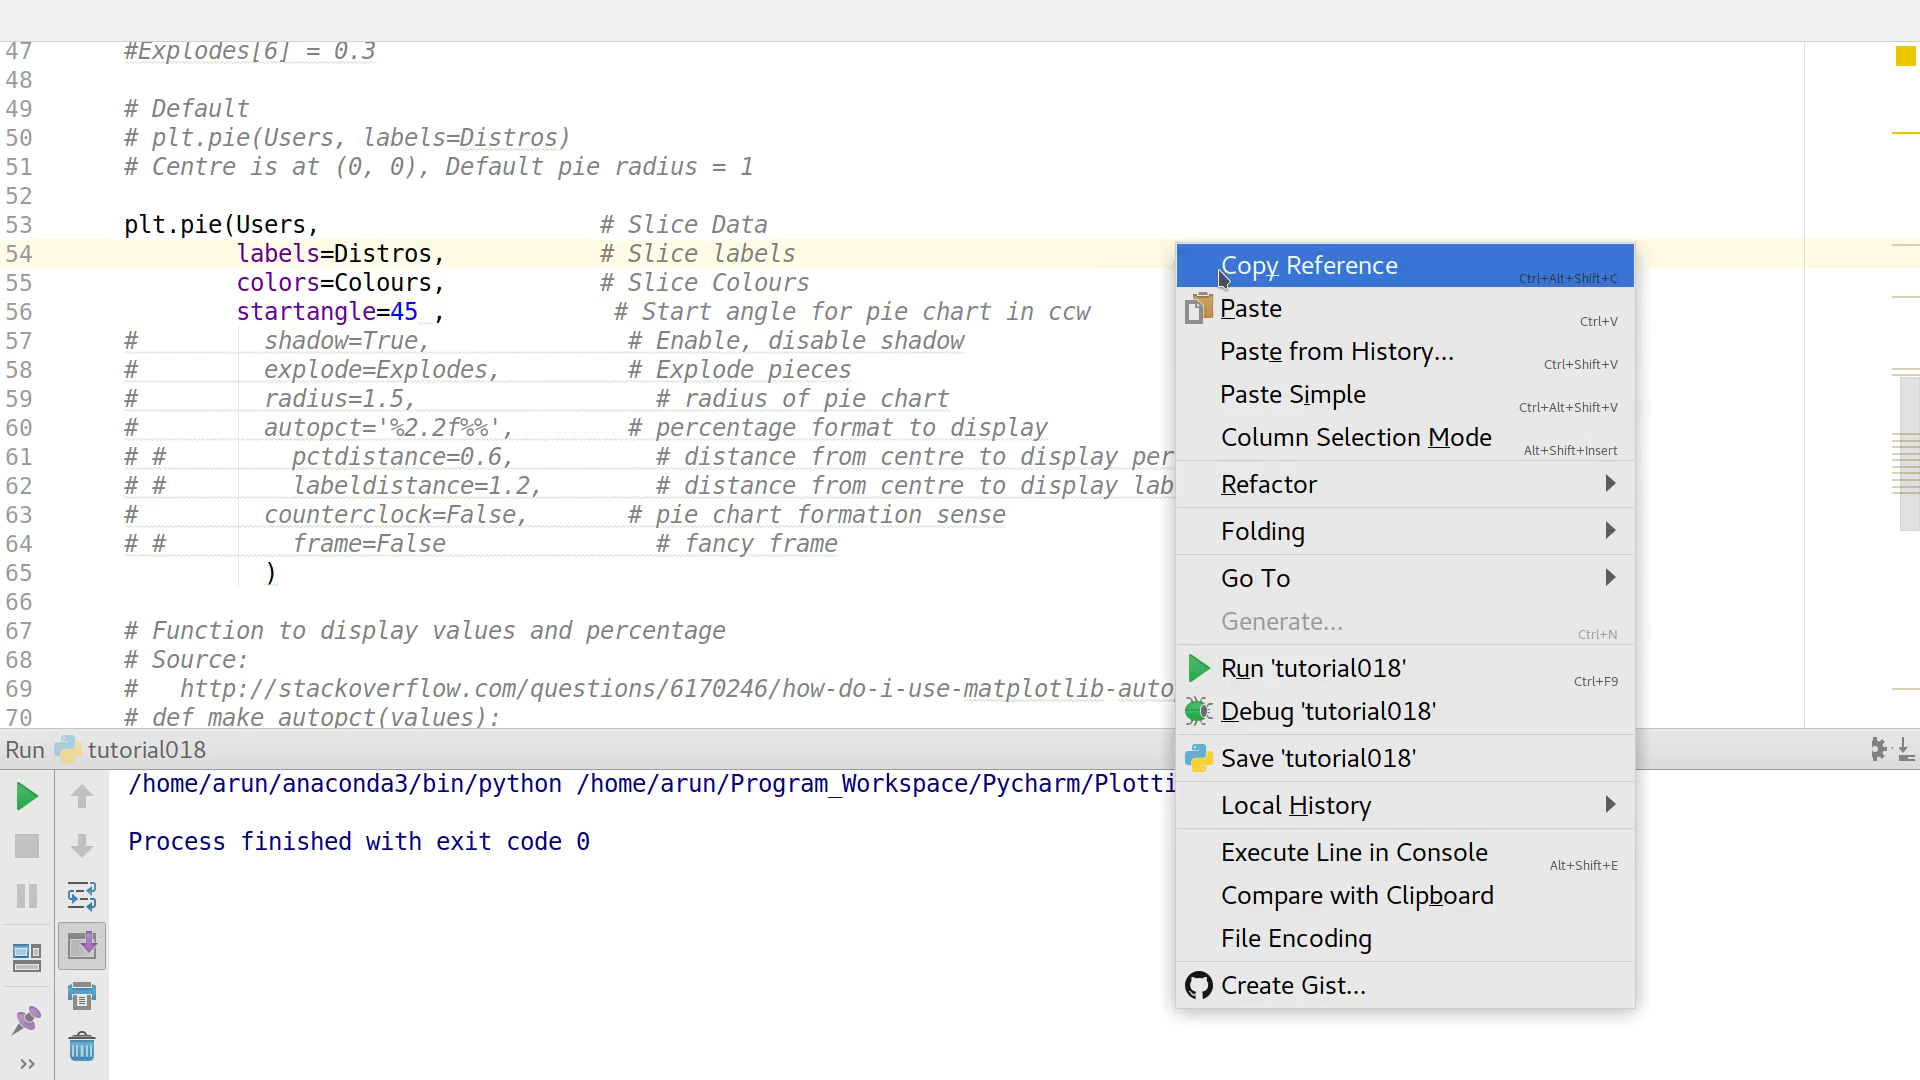 47 #Explodes[6] = 0.3
48
49 # Default
50 # plt.pie(Users, labels=Distros)
51 # Centre is at (0, 0), Default pie radius = 1
52
53 plt.pie(Users, # Slice Data
54 labels=Distros, # Slice labels
55 colors=Colours, # Slice Colours
56 startangle=45 , # Start angle for pie chart in ccw
57 # shadow=True, # Enable, disable shadow
58 # explode=Explodes, # Explode pieces
59 # radius=1.5, # radius of pie chart
60 # autopct='%2.2f%%', # percentage format to display
61 # # pctdistance=0.6, # distance from centre to display per
62 # # labeldistance=1.2, # distance from centre to display lab
63 # counterclock=False, # pie chart formation sense
64 # # frame=False # fancy frame
65 )
66
67 # Function to display values and percentage
68 # Source:
69 # http://stackoverflow.com/questions/6170246/how-do-i-use-matplotlib-auto
70 # def make_autopct(values):
Copy Reference Ctrl+Alt+Shift+C
Paste Ctrl+V
Paste from History... Ctrl+Shift+V
Paste Simple Ctrl+Alt+Shift+V
Column Selection Mode Alt+Shift+Insert
Refactor
Folding
Go To
Generate... Ctrl+N
Run 'tutorial018' Ctrl+F9
Debug 'tutorial018'
Save 'tutorial018'
Local History
Execute Line in Console Alt+Shift+E
Compare with Clipboard
File Encoding
Create Gist...
Run tutorial018
/home/arun/anaconda3/bin/python /home/arun/Program_Workspace/Pycharm/Plotti
Process finished with exit code 0